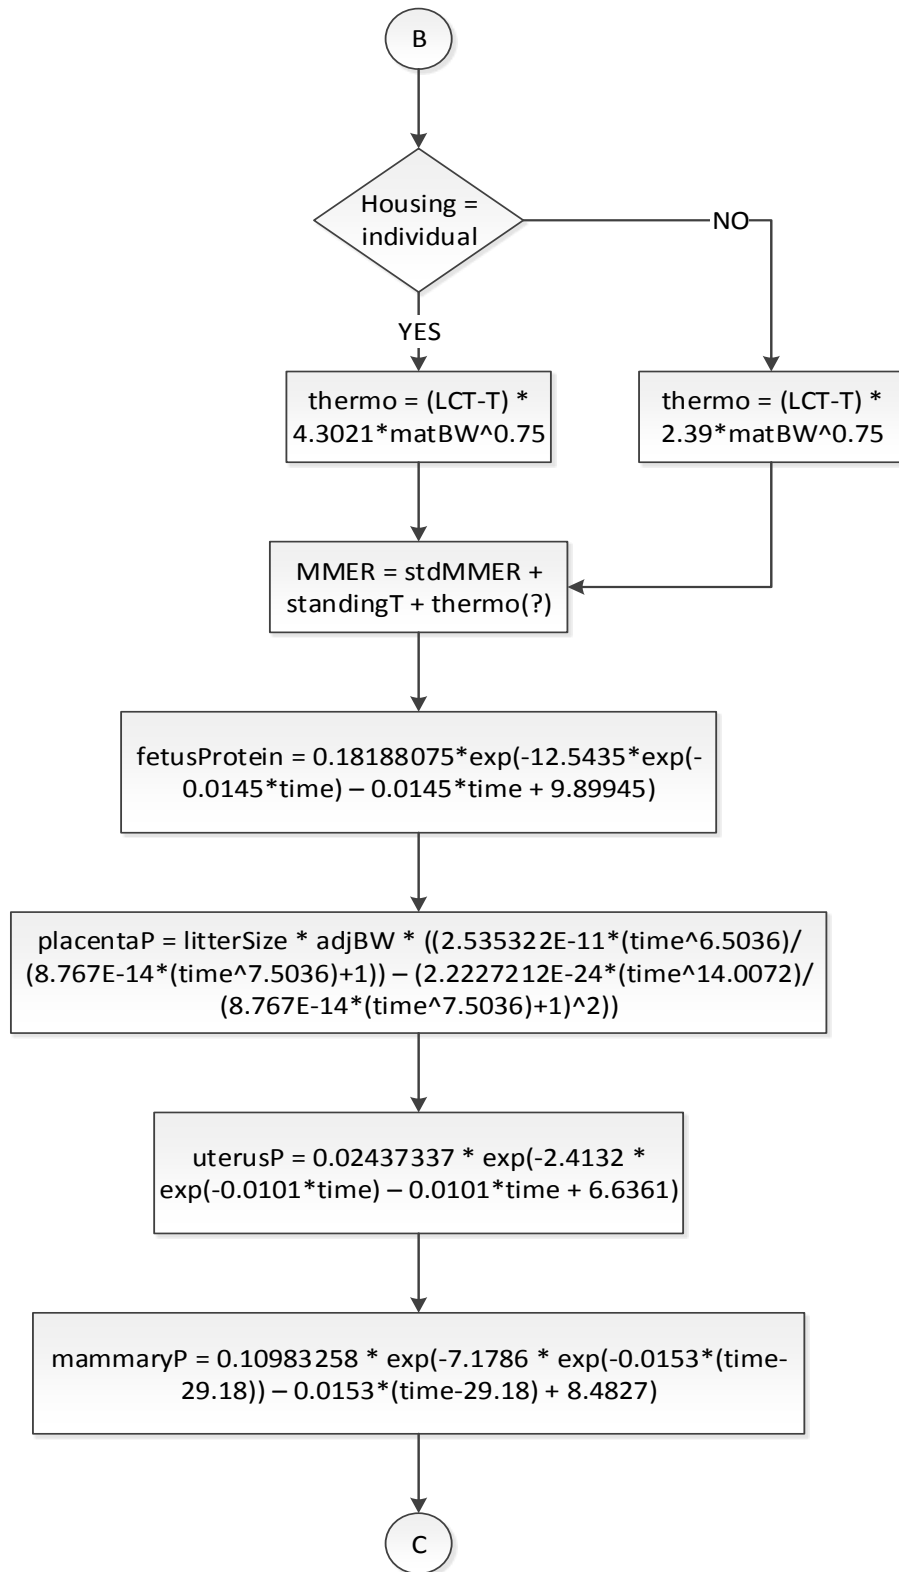 B
Housing =
individual
NO
YES
thermo = (LCT-T) *
4.3021*matBW^0.75
thermo = (LCT-T) *
2.39*matBW^0.75
MMER = stdMMER +
standingT + thermo(?)
fetusProtein = 0.18188075*exp(-12.5435*exp(-
0.0145*time) – 0.0145*time + 9.89945)
placentaP = litterSize * adjBW * ((2.535322E-11*(time^6.5036)/
(8.767E-14*(time^7.5036)+1)) – (2.2227212E-24*(time^14.0072)/
(8.767E-14*(time^7.5036)+1)^2))
uterusP = 0.02437337 * exp(-2.4132 *
exp(-0.0101*time) – 0.0101*time + 6.6361)
mammaryP = 0.10983258 * exp(-7.1786 * exp(-0.0153*(time-
29.18)) – 0.0153*(time-29.18) + 8.4827)
C